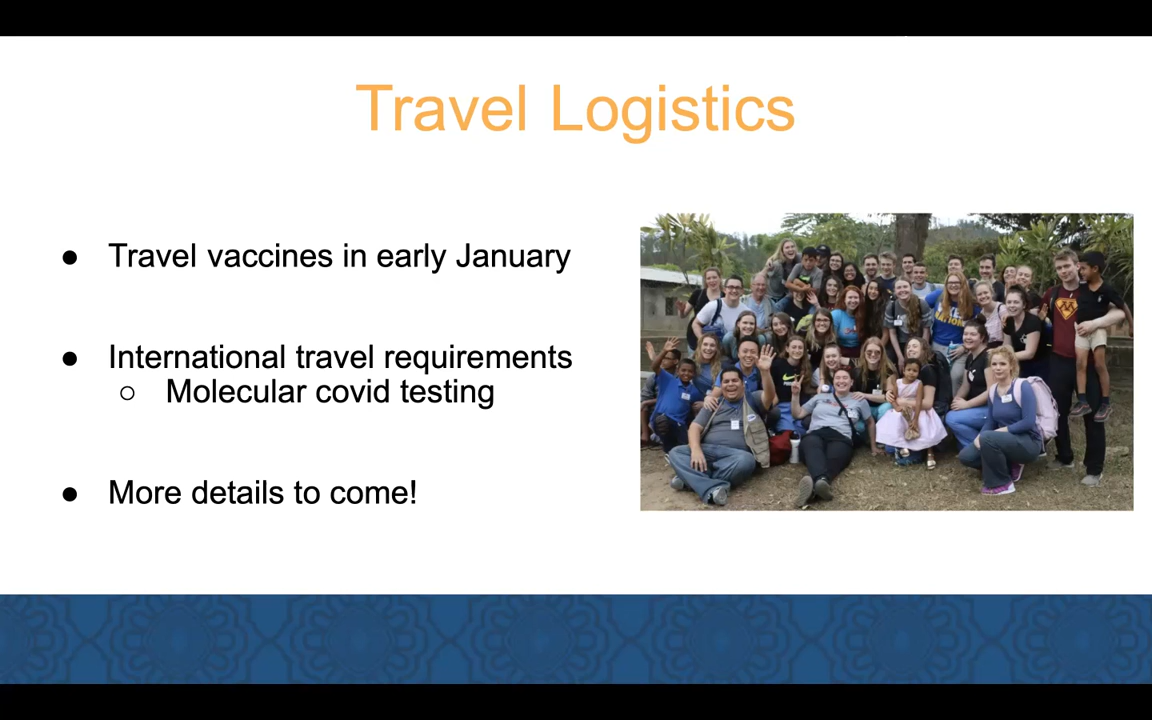 Travel Logistics
● Travel vaccines in early January
● International travel requirements
○ Molecular covid testing
● More details to come!